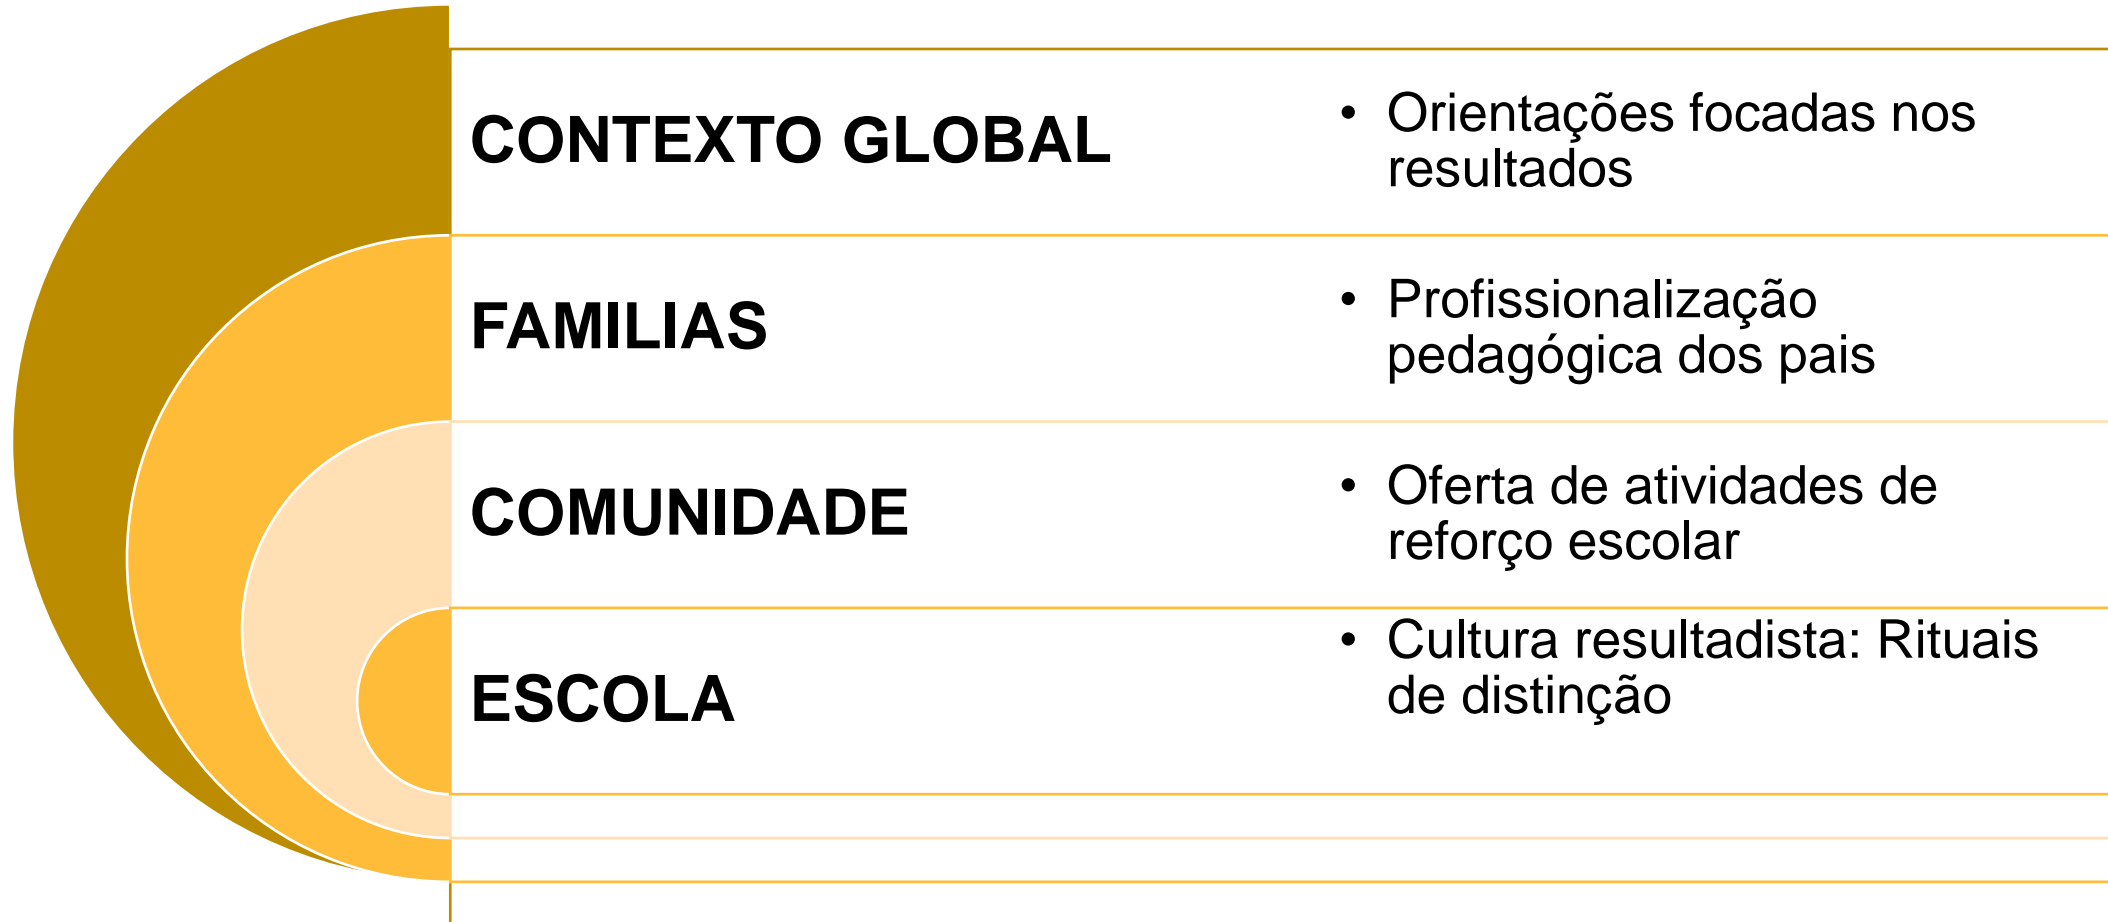 CONTEXTO GLOBAL
• Orientações focadas nos
resultados
FAMILIAS
• Profissionalização
pedagógica dos pais
COMUNIDADE
• Oferta de atividades de
reforço escolar
ESCOLA
• Cultura resultadista: Rituais
de distinção